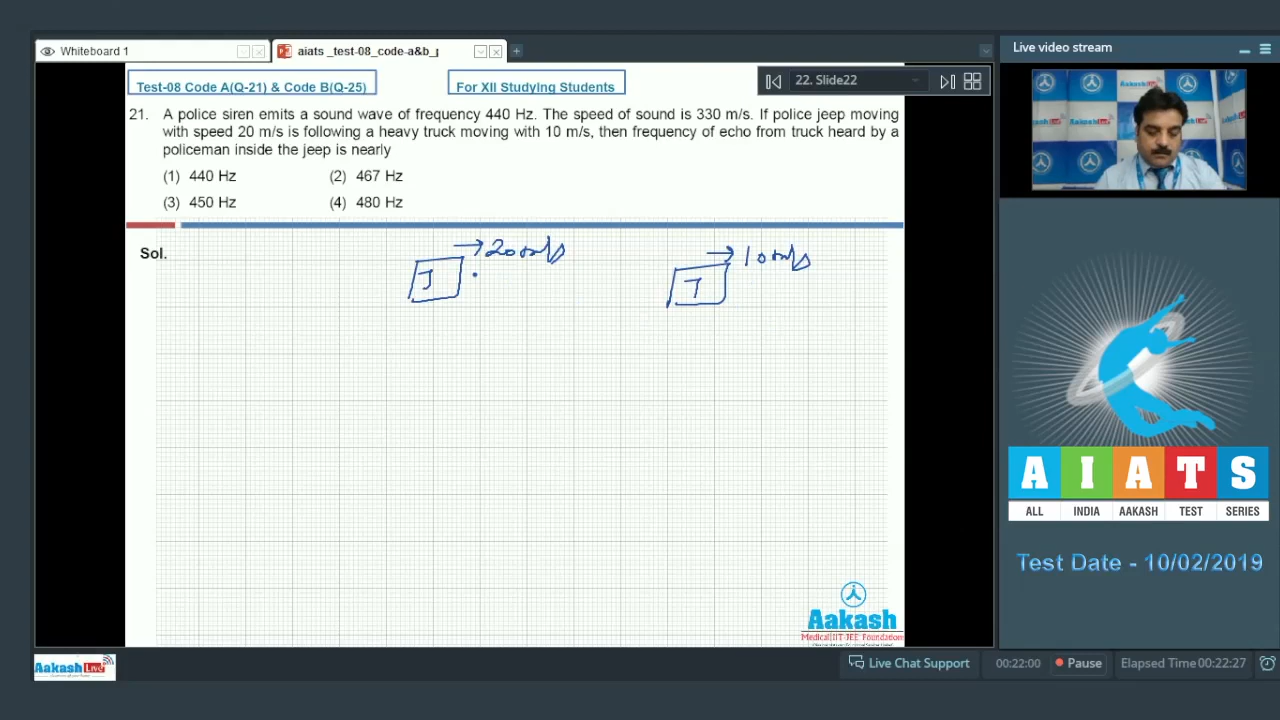 Whiteboard 1
aiats _test-08_code-a&b_p
Live video stream
Test-08 Code A(Q-21) & Code B(Q-25)
For XII Studying Students
22. Slide22
21. A police siren emits a sound wave of frequency 440 Hz. The speed of sound is 330 m/s. If police jeep moving
with speed 20 m/s is following a heavy truck moving with 10 m/s, then frequency of echo from truck heard by a
policeman inside the jeep is nearly
(1) 440 Hz (2) 467 Hz
(3) 450 Hz (4) 480 Hz
Sol.
20 m/s
10 m/s
J
T
A I A T S
ALL INDIA AAKASH TEST SERIES
Test Date - 10/02/2019
Aakash
Medical|IIT-JEE|Foundations
Aakash Live
Live Chat Support
00:22:00
Pause
Elapsed Time 00:22:27